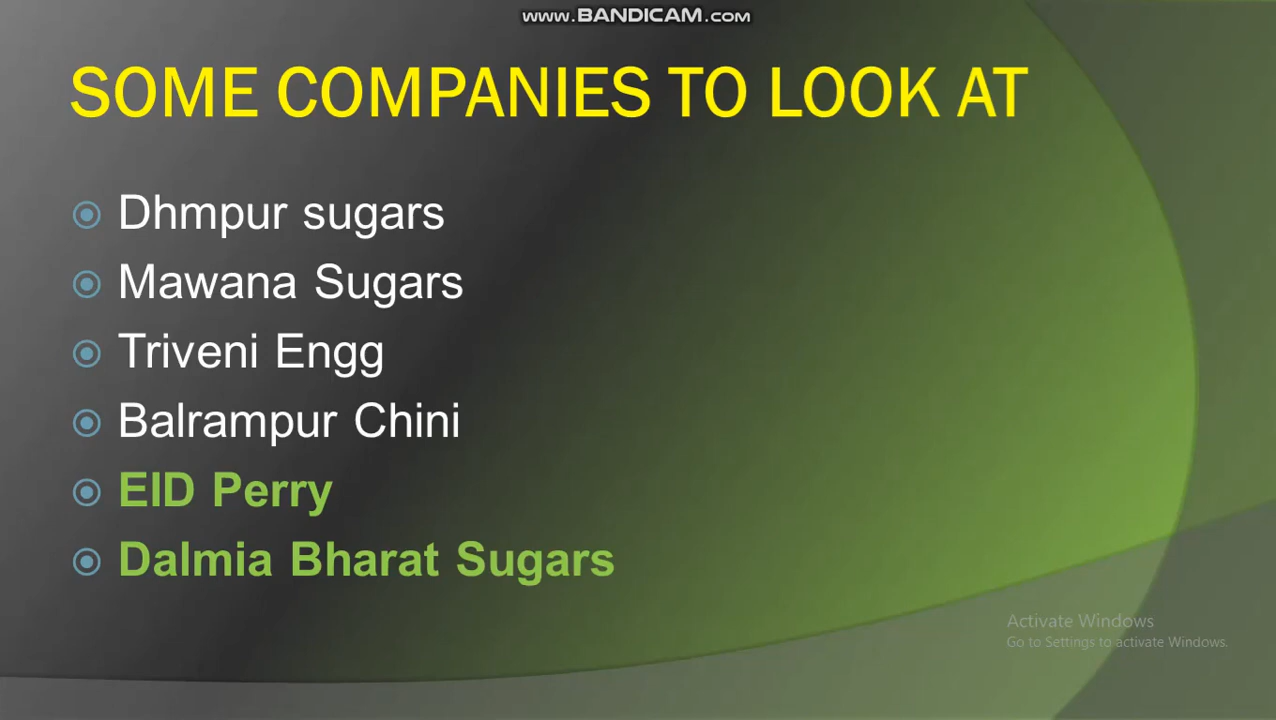 www.BANDICAM.com
SOME COMPANIES TO LOOK AT
Dhmpur sugars
Mawana Sugars
Triveni Engg
Balrampur Chini
EID Perry
Dalmia Bharat Sugars
Activate Windows
Go to Settings to activate Windows.